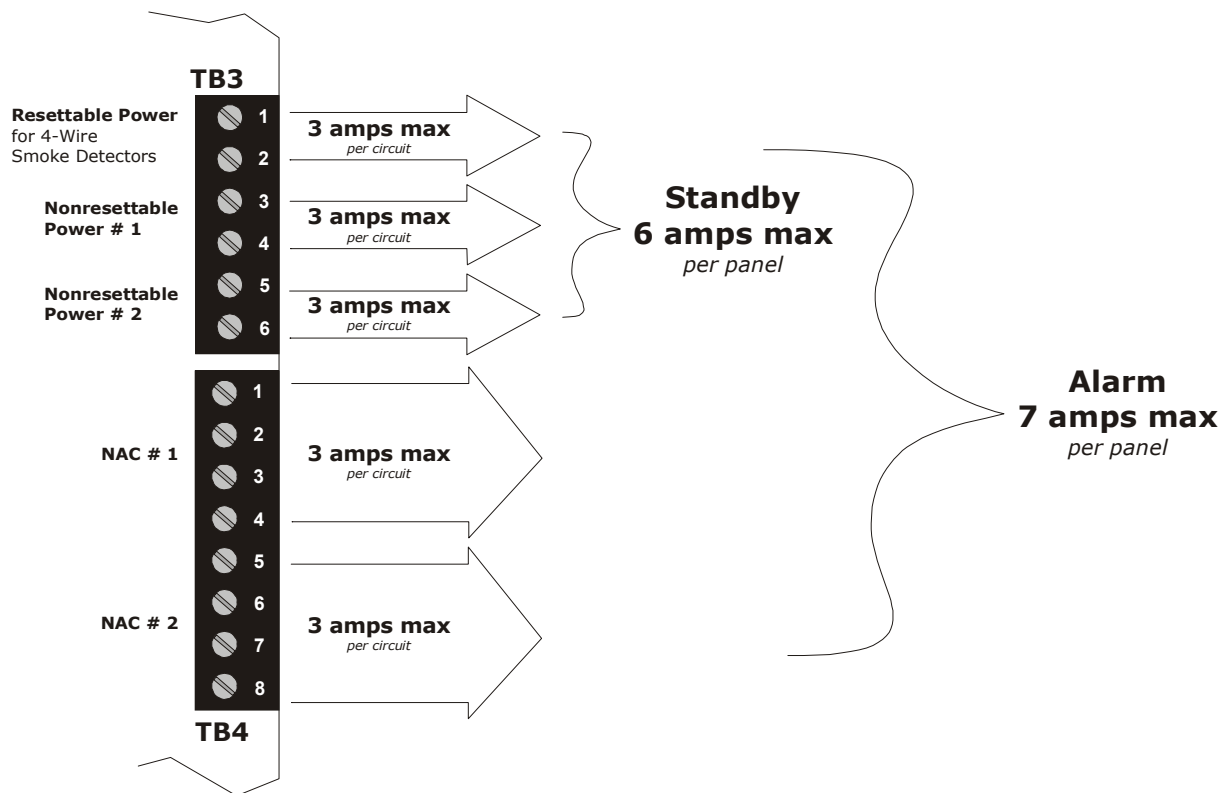 TB3
Resettable Power
for 4-Wire
Smoke Detectors
1
2
3 amps max
per circuit
Nonresettable
Power # 1
3
4
3 amps max
per circuit
Nonresettable
Power # 2
5
6
3 amps max
per circuit
Standby
6 amps max
per panel
NAC # 1
1
2
3
4
3 amps max
per circuit
NAC # 2
5
6
7
8
3 amps max
per circuit
TB4
Alarm
7 amps max
per panel